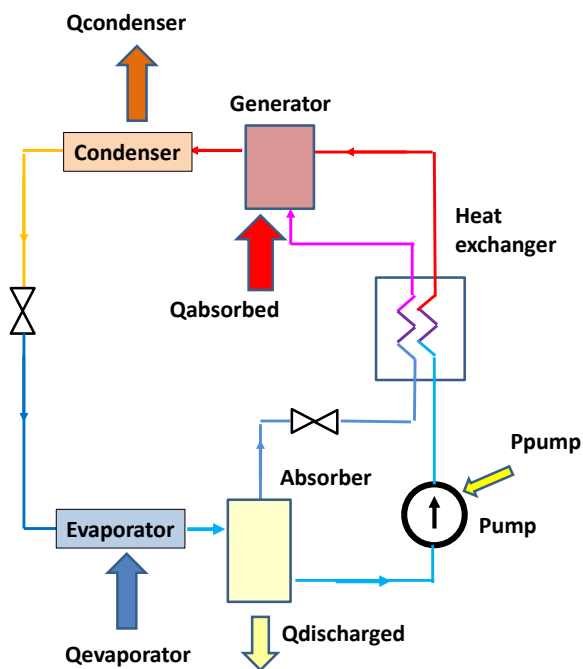 Qcondenser
Generator
Condenser
Heat
exchanger
Qabsorbed
Ppump
Absorber
Evaporator
Pump
Qdischarged
Qevaporator